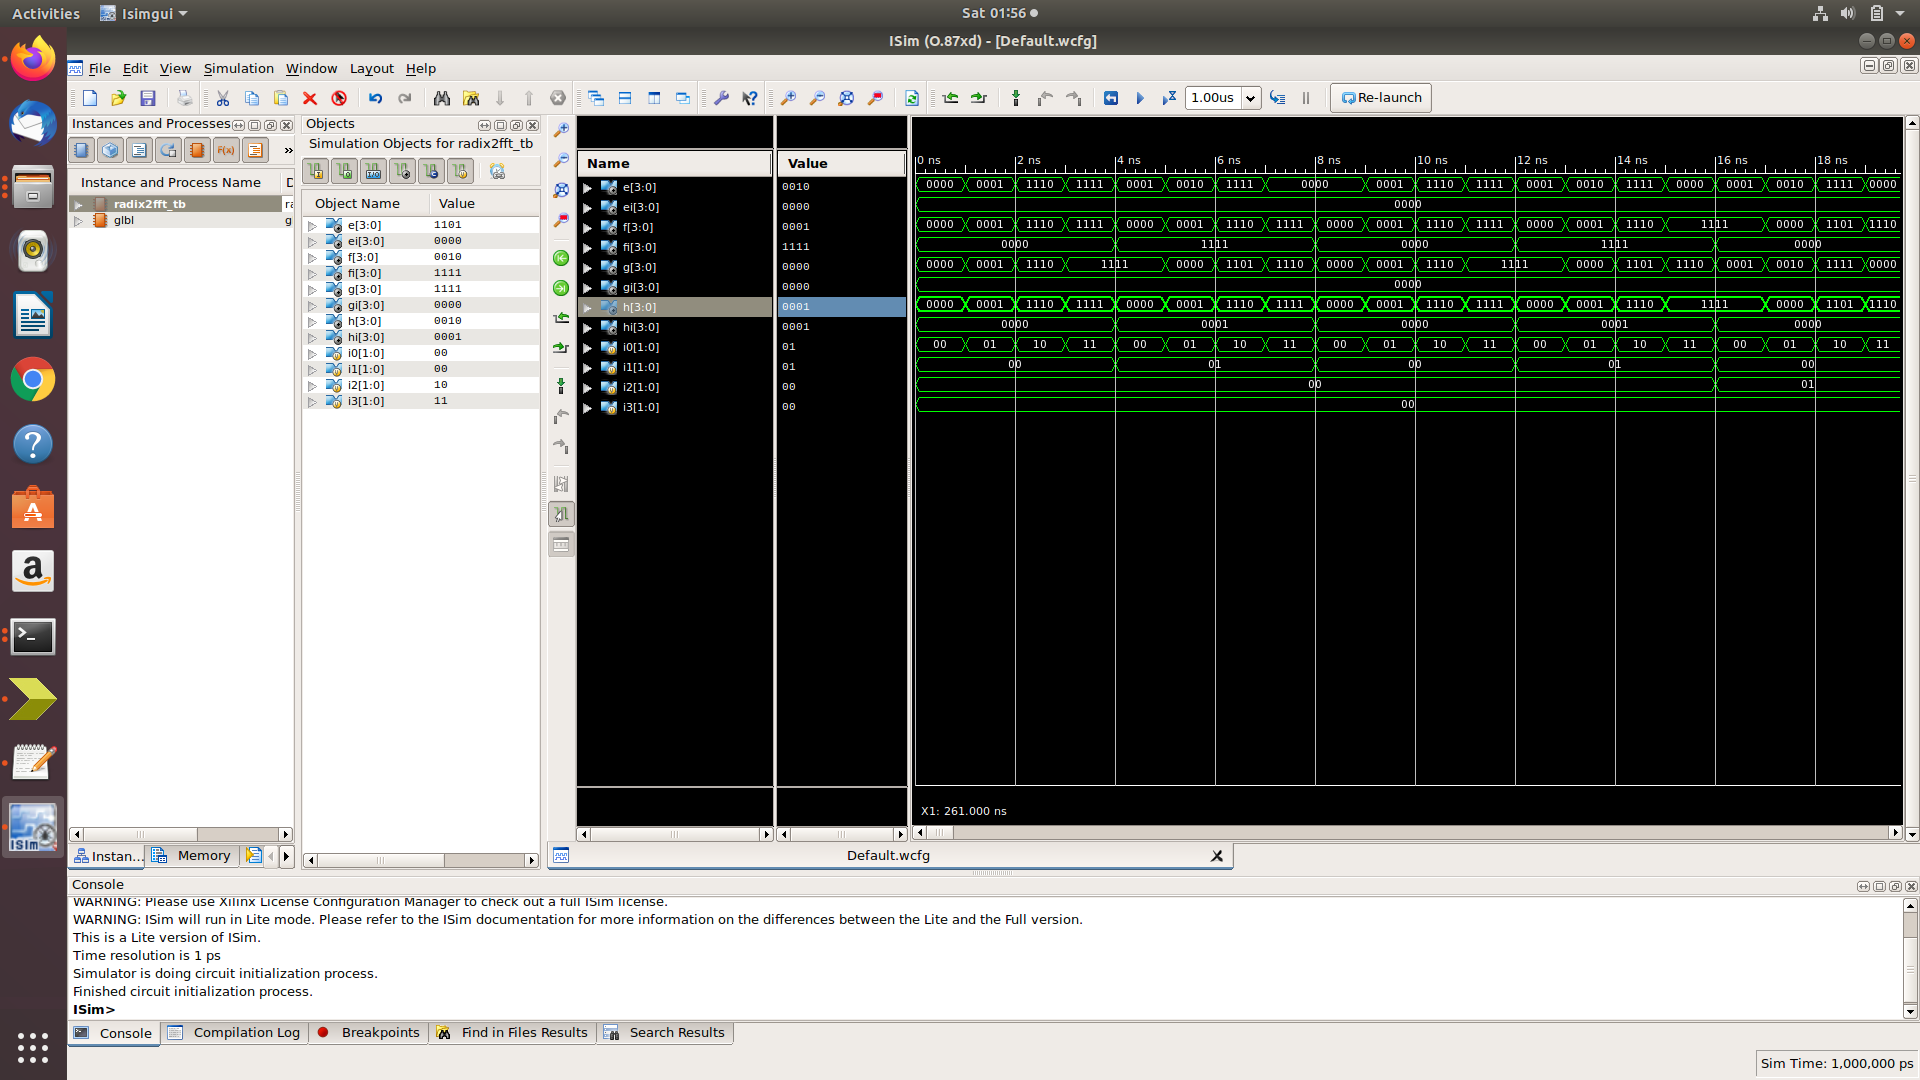 Activities
Isimgui
Sat 01:56
ISim (O.87xd) - [Default.wcfg]
File Edit View Simulation Window Layout Help
1.00us
Re-launch
Instances and Processes
Instance and Process Name D
radix2fft_tb ra
glbl g
Instan...
Memory
Objects
Simulation Objects for radix2fft_tb
Object Name Value
e[3:0] 1101
ei[3:0] 0000
f[3:0] 0010
fi[3:0] 1111
g[3:0] 1111
gi[3:0] 0000
h[3:0] 0010
hi[3:0] 0001
i0[1:0] 00
i1[1:0] 00
i2[1:0] 10
i3[1:0] 11
Name Value
e[3:0] 0010
ei[3:0] 0000
f[3:0] 0001
fi[3:0] 1111
g[3:0] 0000
gi[3:0] 0000
h[3:0] 0001
hi[3:0] 0001
i0[1:0] 01
i1[1:0] 01
i2[1:0] 00
i3[1:0] 00
0 ns 2 ns 4 ns 6 ns 8 ns 10 ns 12 ns 14 ns 16 ns 18 ns
0000 0001 1110 1111 0001 0010 1111 0000 0001 1110 1111 0001 0010 1111 0000 0001 0010 1111 0000
0000
0000 0001 1110 1111 0000 0001 1110 1111 0000 0001 1110 1111 0000 0001 1110 1111 0000 1101 1110
0000 1111 0000 1111 0000
0000 0001 1110 1111 0000 1101 1110 0000 0001 1110 1111 0000 1101 1110 0001 0010 1111 0000
0000
0000 0001 1110 1111 0000 0001 1110 1111 0000 0001 1110 1111 0000 0001 1110 1111 0000 1101 1110
0000 0001 0000 0001 0000
00 01 10 11 00 01 10 11 00 01 10 11 00 01 10 11 00 01 10 11
00 01 00 01 00
00 01
00
X1: 261.000 ns
Default.wcfg
Console
WARNING: Please use Xilinx License Configuration Manager to check out a full ISim license.
WARNING: ISim will run in Lite mode. Please refer to the ISim documentation for more information on the differences between the Lite and the Full version.
This is a Lite version of ISim.
Time resolution is 1 ps
Simulator is doing circuit initialization process.
Finished circuit initialization process.
ISim>
Console Compilation Log Breakpoints Find in Files Results Search Results
Sim Time: 1,000,000 ps